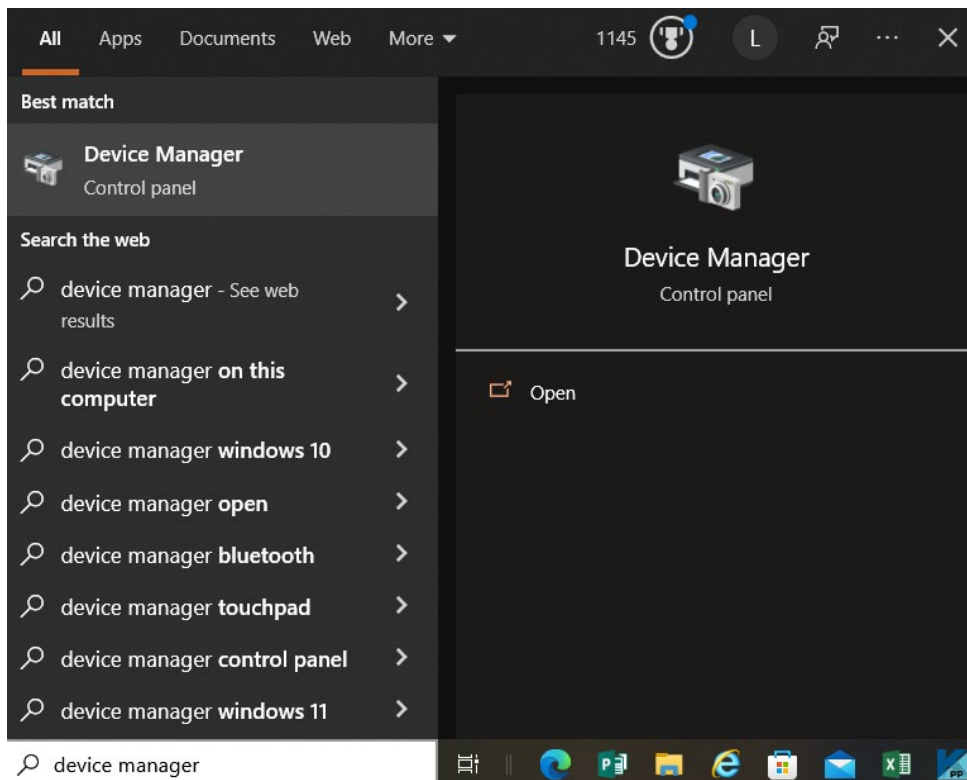 All Apps Documents Web More 1145 L
Best match
Device Manager
Control panel
Search the web
device manager - See web
results
device manager on this
computer
device manager windows 10
device manager open
device manager bluetooth
device manager touchpad
device manager control panel
device manager windows 11
device manager
Device Manager
Control panel
Open
P
X
PP